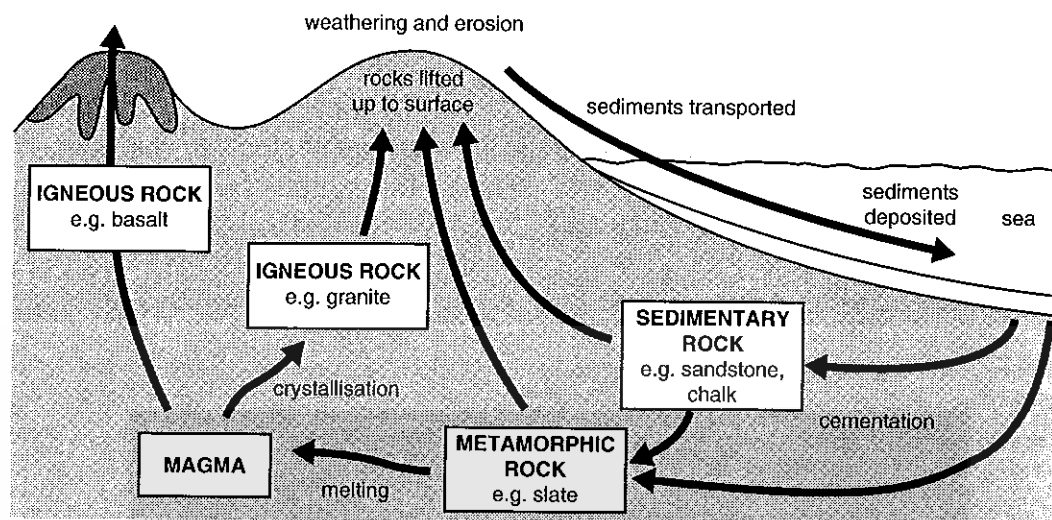 weathering and erosion
rocks lifted
up to surface
sediments transported
IGNEOUS ROCK
e.g. basalt
sediments
deposited
sea
IGNEOUS ROCK
e.g. granite
SEDIMENTARY
ROCK
e.g. sandstone,
chalk
crystallisation
cementation
MAGMA
melting
METAMORPHIC
ROCK
e.g. slate